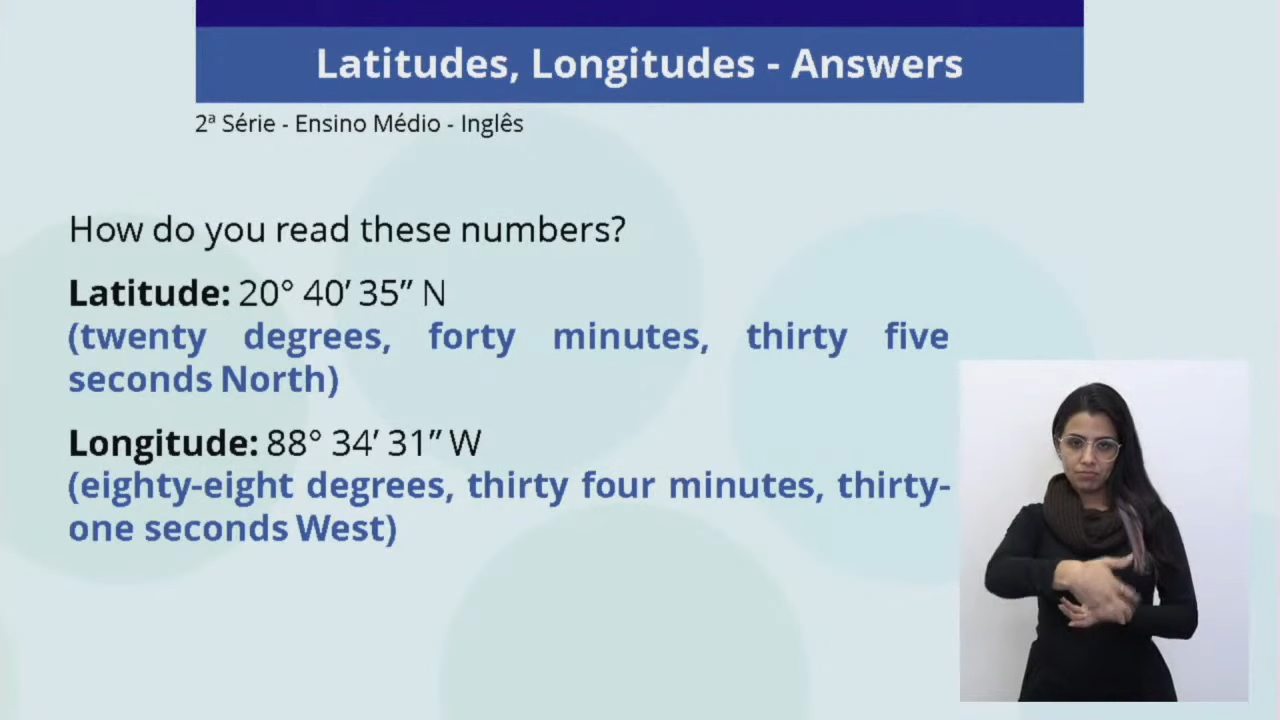 Latitudes, Longitudes - Answers
2ª Série - Ensino Médio - Inglês
How do you read these numbers?
Latitude: 20° 40’ 35” N
(twenty degrees, forty minutes, thirty five
seconds North)
Longitude: 88° 34’ 31” W
(eighty-eight degrees, thirty four minutes, thirty-
one seconds West)